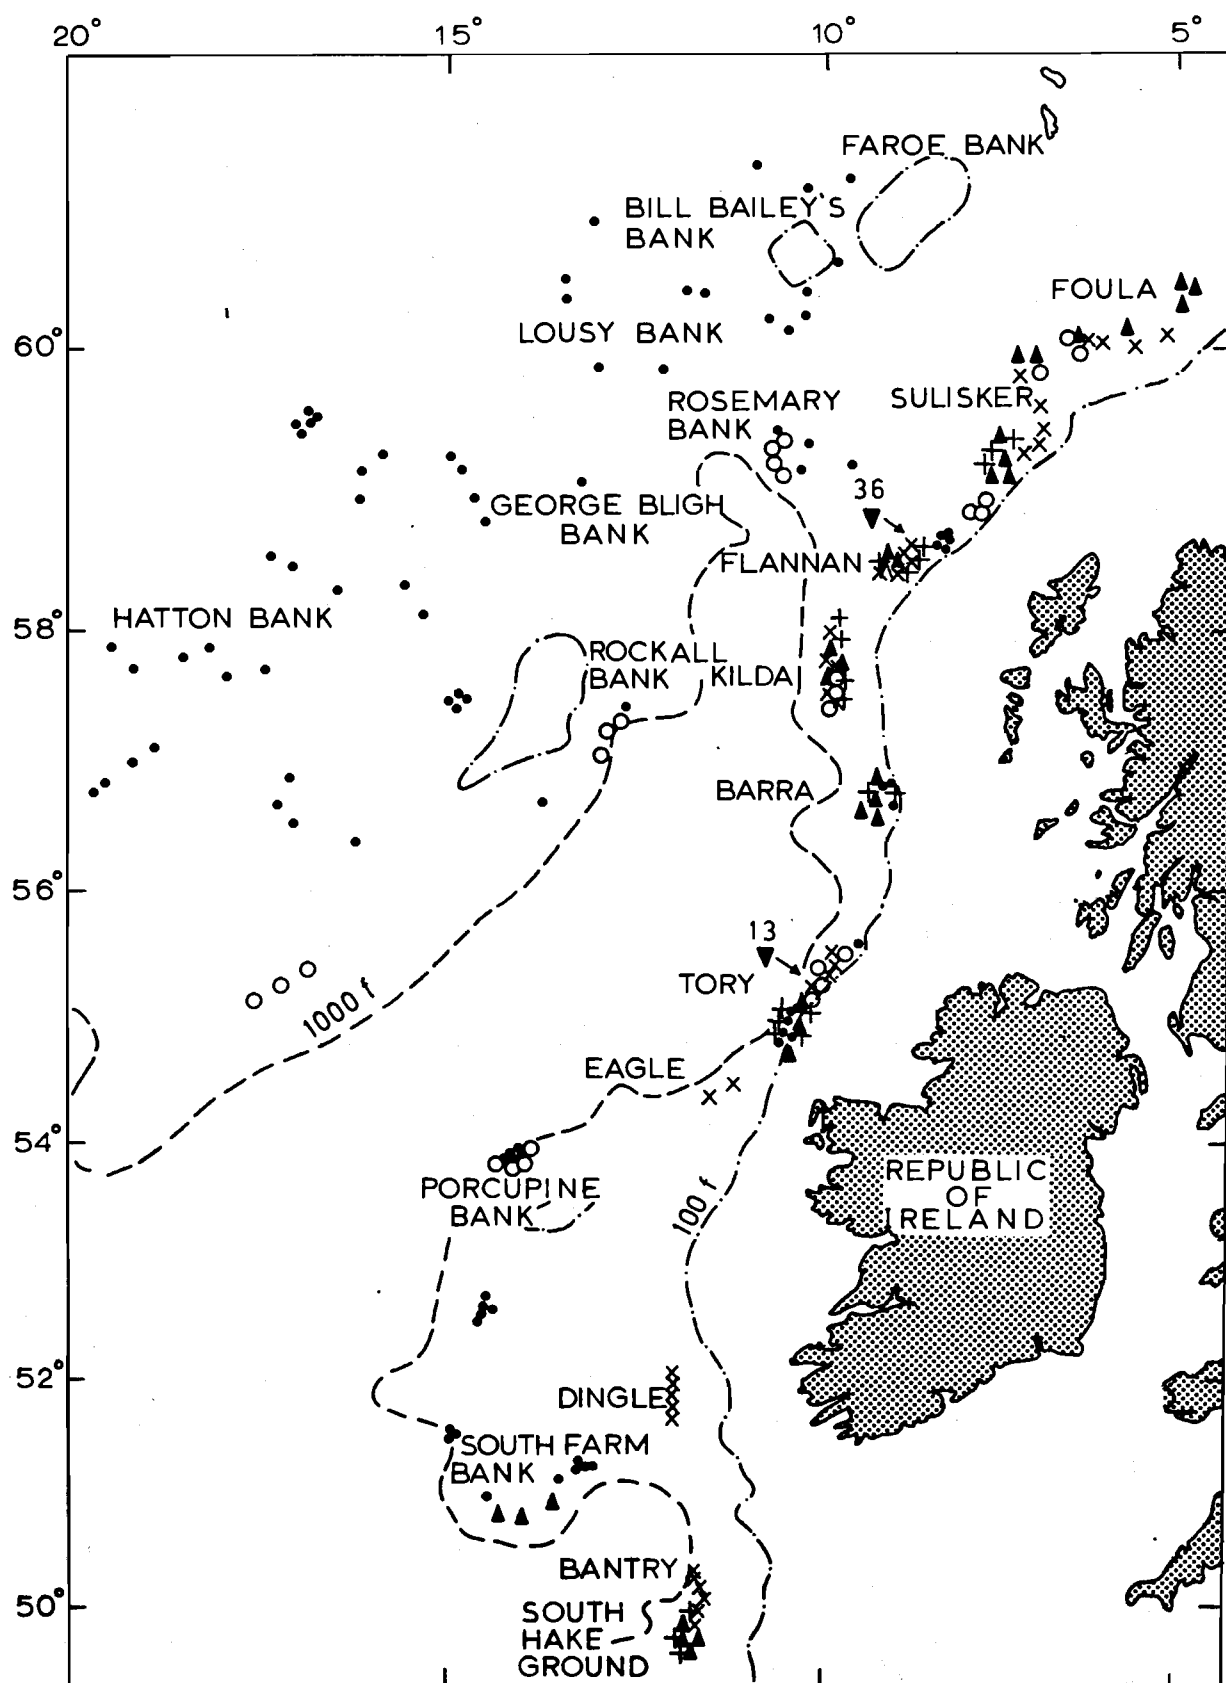 20° 15° 10° 5°
FAROE BANK
BILL BAILEY'S
BANK
FOULA
LOUSY BANK
60°
ROSEMARY
BANK
SULISKER
36
GEORGE BLIGH
BANK
FLANNAN
HATTON BANK
58°
ROCKALL
BANK
KILDA
BARRA
56°
13
TORY
1000 f
EAGLE
54°
PORCUPINE
BANK
REPUBLIC
OF
IRELAND
100 f
52°
DINGLE
SOUTH FARM
BANK
BANTRY
50°
SOUTH
HAKE
GROUND